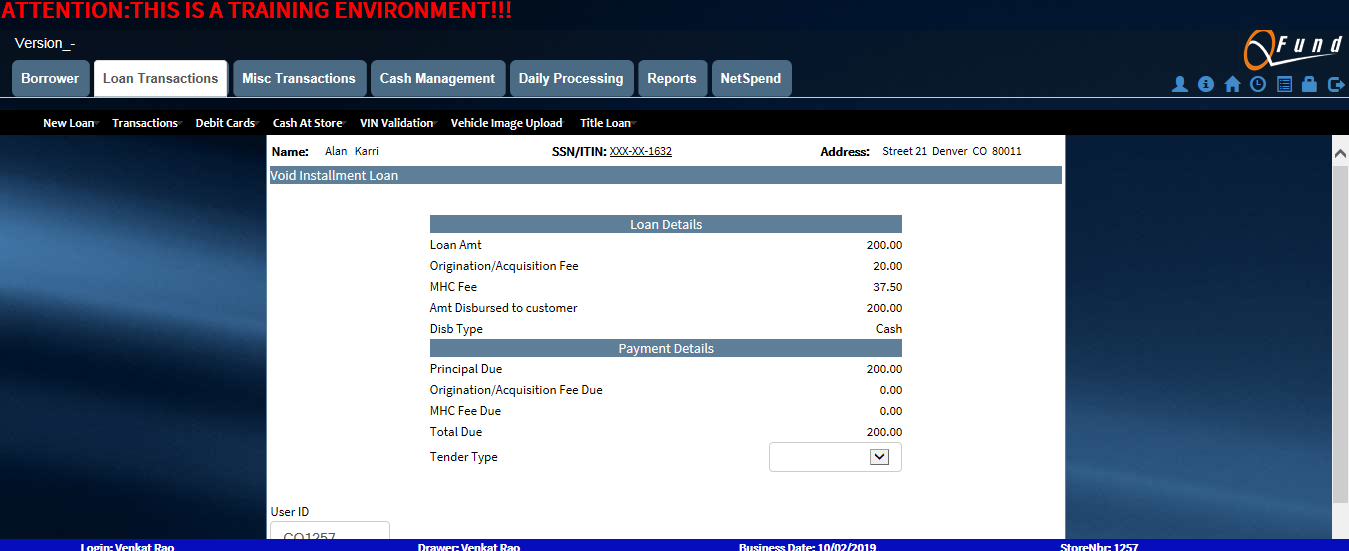 ATTENTION:THIS IS A TRAINING ENVIRONMENT!!!
Version_-
QFund
Borrower Loan Transactions Misc Transactions Cash Management Daily Processing Reports NetSpend
New Loan Transactions Debit Cards Cash At Store VIN Validation Vehicle Image Upload Title Loan
Name: Alan Karri SSN/ITIN: XXX-XX-1632 Address: Street 21 Denver CO 80011
Void Installment Loan
Loan Details
Loan Amt 200.00
Origination/Acquisition Fee 20.00
MHC Fee 37.50
Amt Disbursed to customer 200.00
Disb Type Cash
Payment Details
Principal Due 200.00
Origination/Acquisition Fee Due 0.00
MHC Fee Due 0.00
Total Due 200.00
Tender Type
User ID
CO1257
Login: Venkat Rao Drawer: Venkat Rao Business Date: 10/02/2019 StoreNbr: 1257